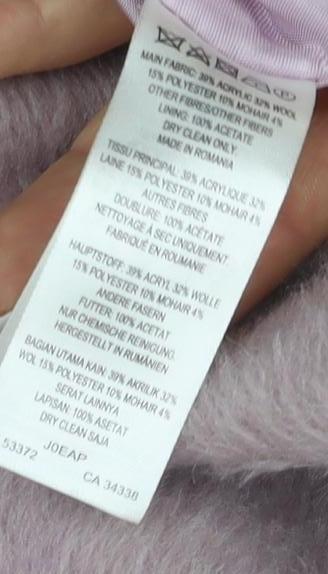 MAIN FABRIC: 39% ACRYLIC 32% WOOL
15% POLYESTER 10% MOHAIR 4%
OTHER FIBRES/OTHER FIBERS
LINING: 100% ACETATE
DRY CLEAN ONLY
MADE IN ROMANIA
TISSU PRINCIPAL: 39% ACRYLIQUE 32%
LAINE 15% POLYESTER 10% MOHAIR 4%
AUTRES FIBRES
DOUBLURE: 100% ACÉTATE
NETTOYAGE À SEC UNIQUEMENT
FABRIQUÉ EN ROUMANIE
HAUPTSTOFF: 39% ACRYL 32% WOLLE
15% POLYESTER 10% MOHAIR 4%
ANDERE FASERN
FUTTER: 100% ACETAT
NUR CHEMISCHE REINIGUNG.
HERGESTELLT IN RUMÄNIEN
BAGIAN UTAMA KAIN: 39% AKRILIK 32%
WOL 15% POLYESTER 10% MOHAIR 4%
SERAT LAINNYA
LAPISAN: 100% ASETAT
DRY CLEAN SAJA
53372 J0EAP CA 34338